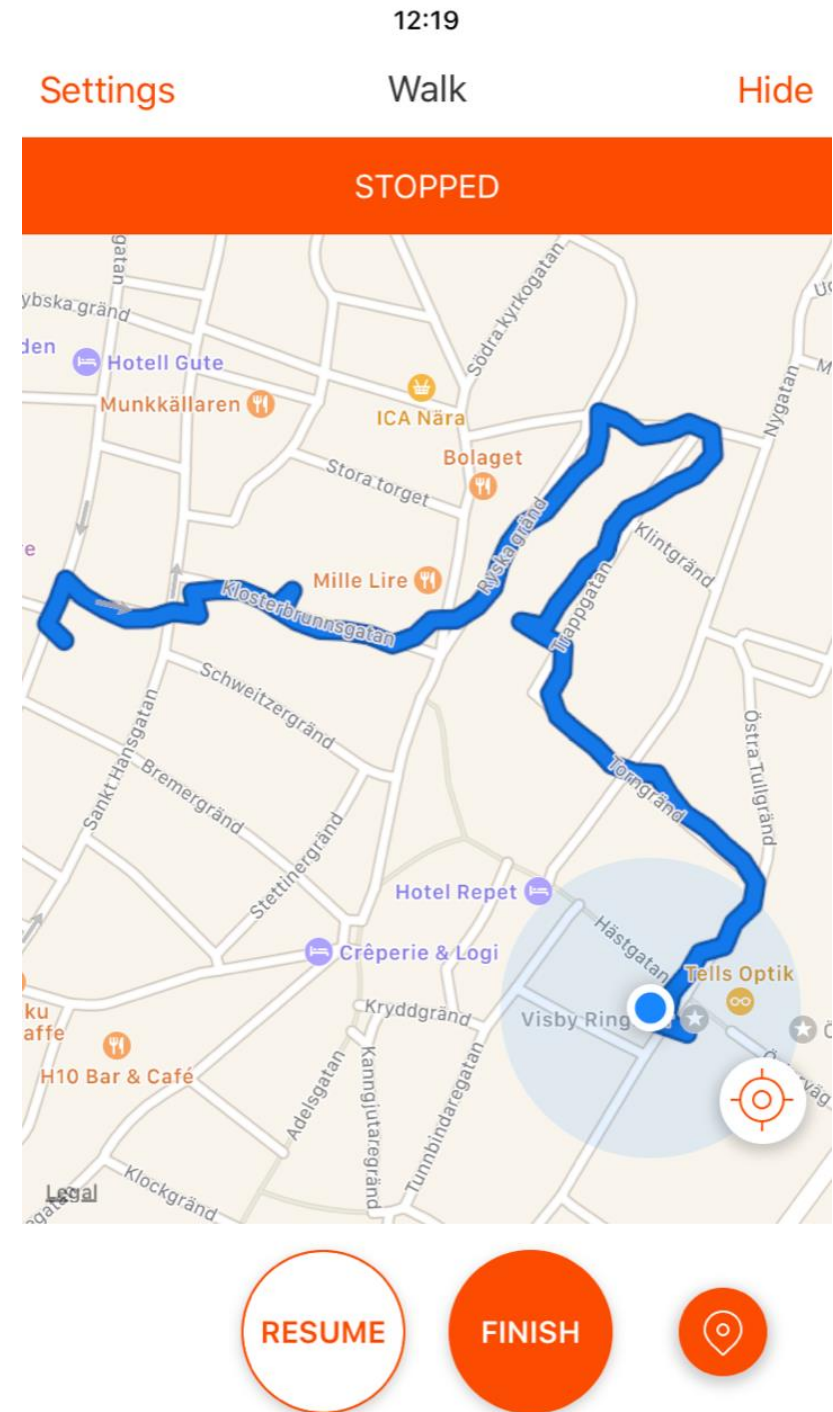 12:19
Settings
Walk
Hide
STOPPED
gatan
ybska gränd
den
Hotell Gute
Munkkällaren
ICA Nära
Södra kyrkogatan
Nygatan
Bolaget
Stora torget
Ryska gränd
Klintgränd
Mille Lire
Klosterbrunnsgatan
Trappgatan
Schweitzergränd
Sankt Hansgatan
Bremergränd
Stettinergränd
Torngränd
Östra Tullgränd
Hotel Repet
Hästgatan
Crêperie & Logi
Tells Optik
Kryddgränd
Visby Ring
H10 Bar & Café
Adelsgatan
Kanngjutaregränd
Tunnbindaregatan
Klockgränd
Legal
RESUME
FINISH